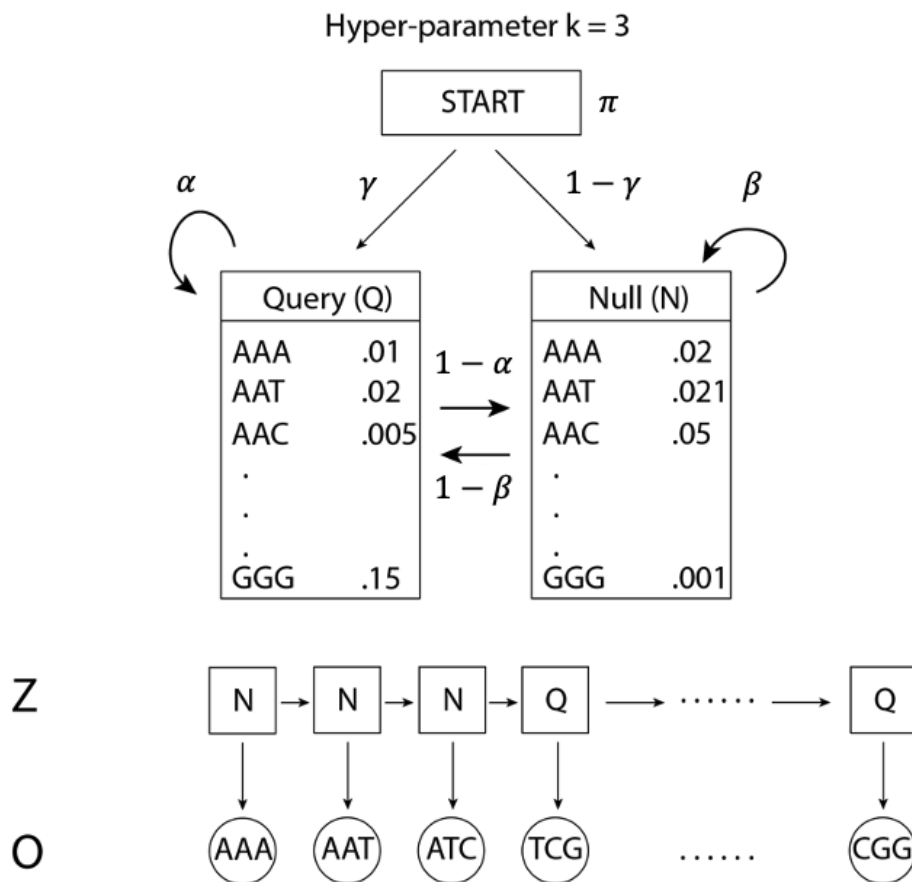 Hyper-parameter k = 3
START π
α γ 1 − γ β
Query (Q) Null (N)
AAA .01 AAA .02
1 − α
AAT .02 AAT .021
AAC .005 AAC .05
1 − β
. .
. .
. .
GGG .15 GGG .001
Z N N N Q ...... Q
O AAA AAT ATC TCG ...... CGG